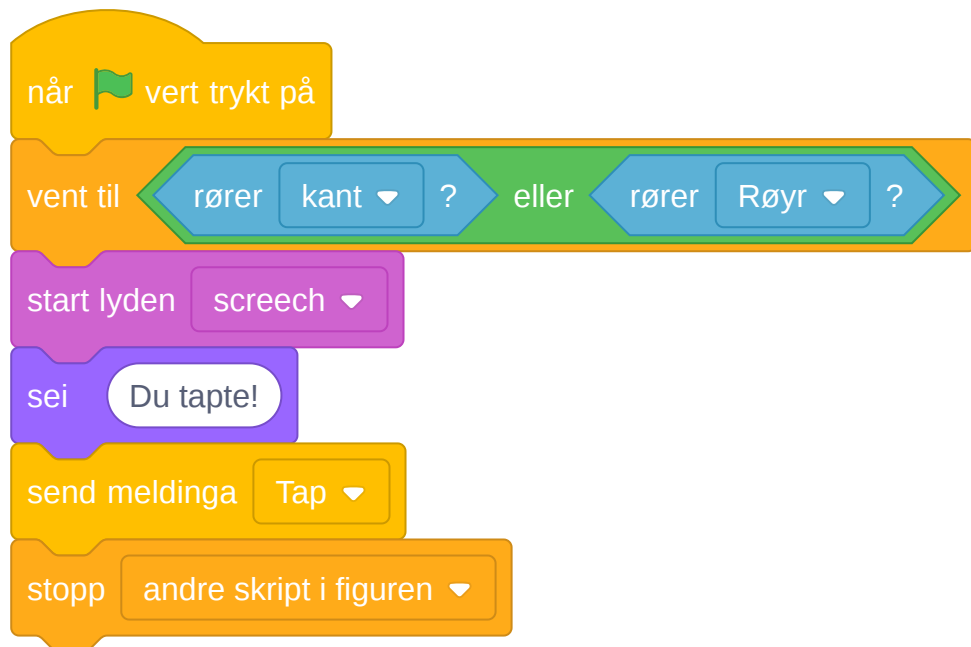 når vert trykt på
vent til rører kant ? eller rører Røyr ?
start lyden screech
sei Du tapte!
send meldinga Tap
stopp andre skript i figuren